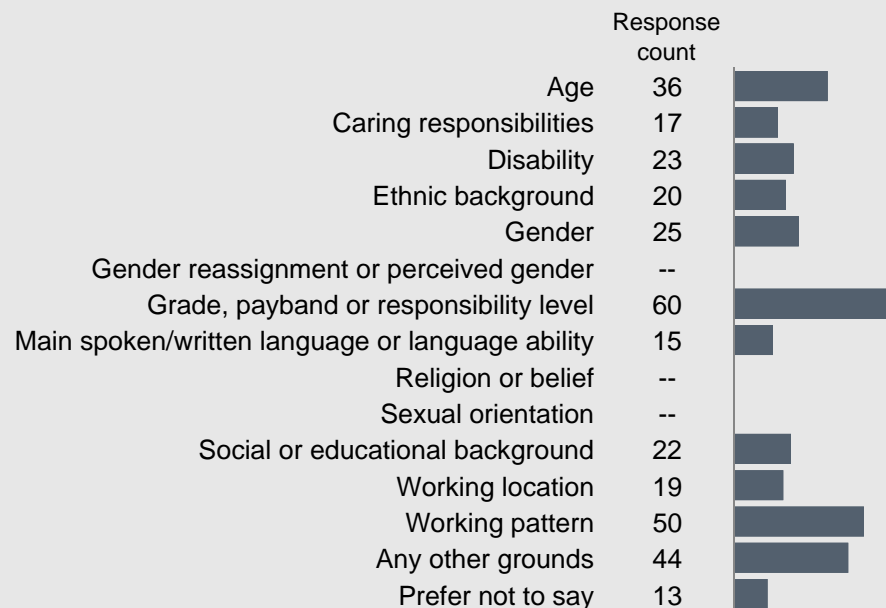 Response
count
Age 36
Caring responsibilities 17
Disability 23
Ethnic background 20
Gender 25
Gender reassignment or perceived gender --
Grade, payband or responsibility level 60
Main spoken/written language or language ability 15
Religion or belief --
Sexual orientation --
Social or educational background 22
Working location 19
Working pattern 50
Any other grounds 44
Prefer not to say 13